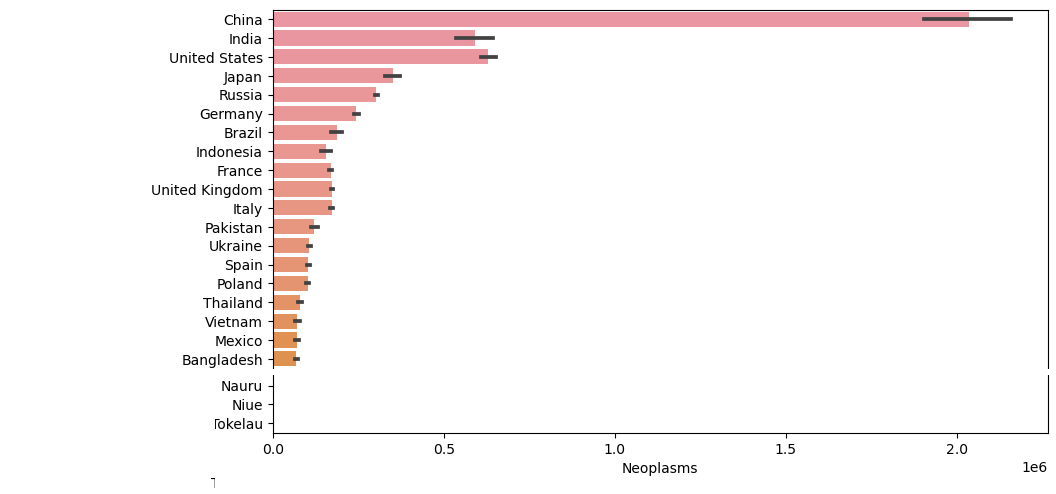 China
India
United States
Japan
Russia
Germany
Brazil
Indonesia
France
United Kingdom
Italy
Pakistan
Ukraine
Spain
Poland
Thailand
Vietnam
Mexico
Bangladesh
Nauru
Niue
Tokelau
0.0 0.5 1.0 1.5 2.0
1e6
Neoplasms